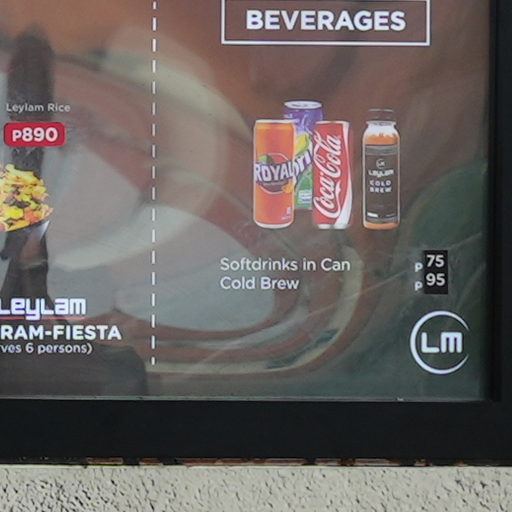 Leylam Rice
P890
LeyLam
RAM-FIESTA
ves 6 persons)
BEVERAGES
ROYAL
Coca-Cola
LM
LeyLam
COLD
BREW
Softdrinks in Can P 75
Cold Brew P 95
LM